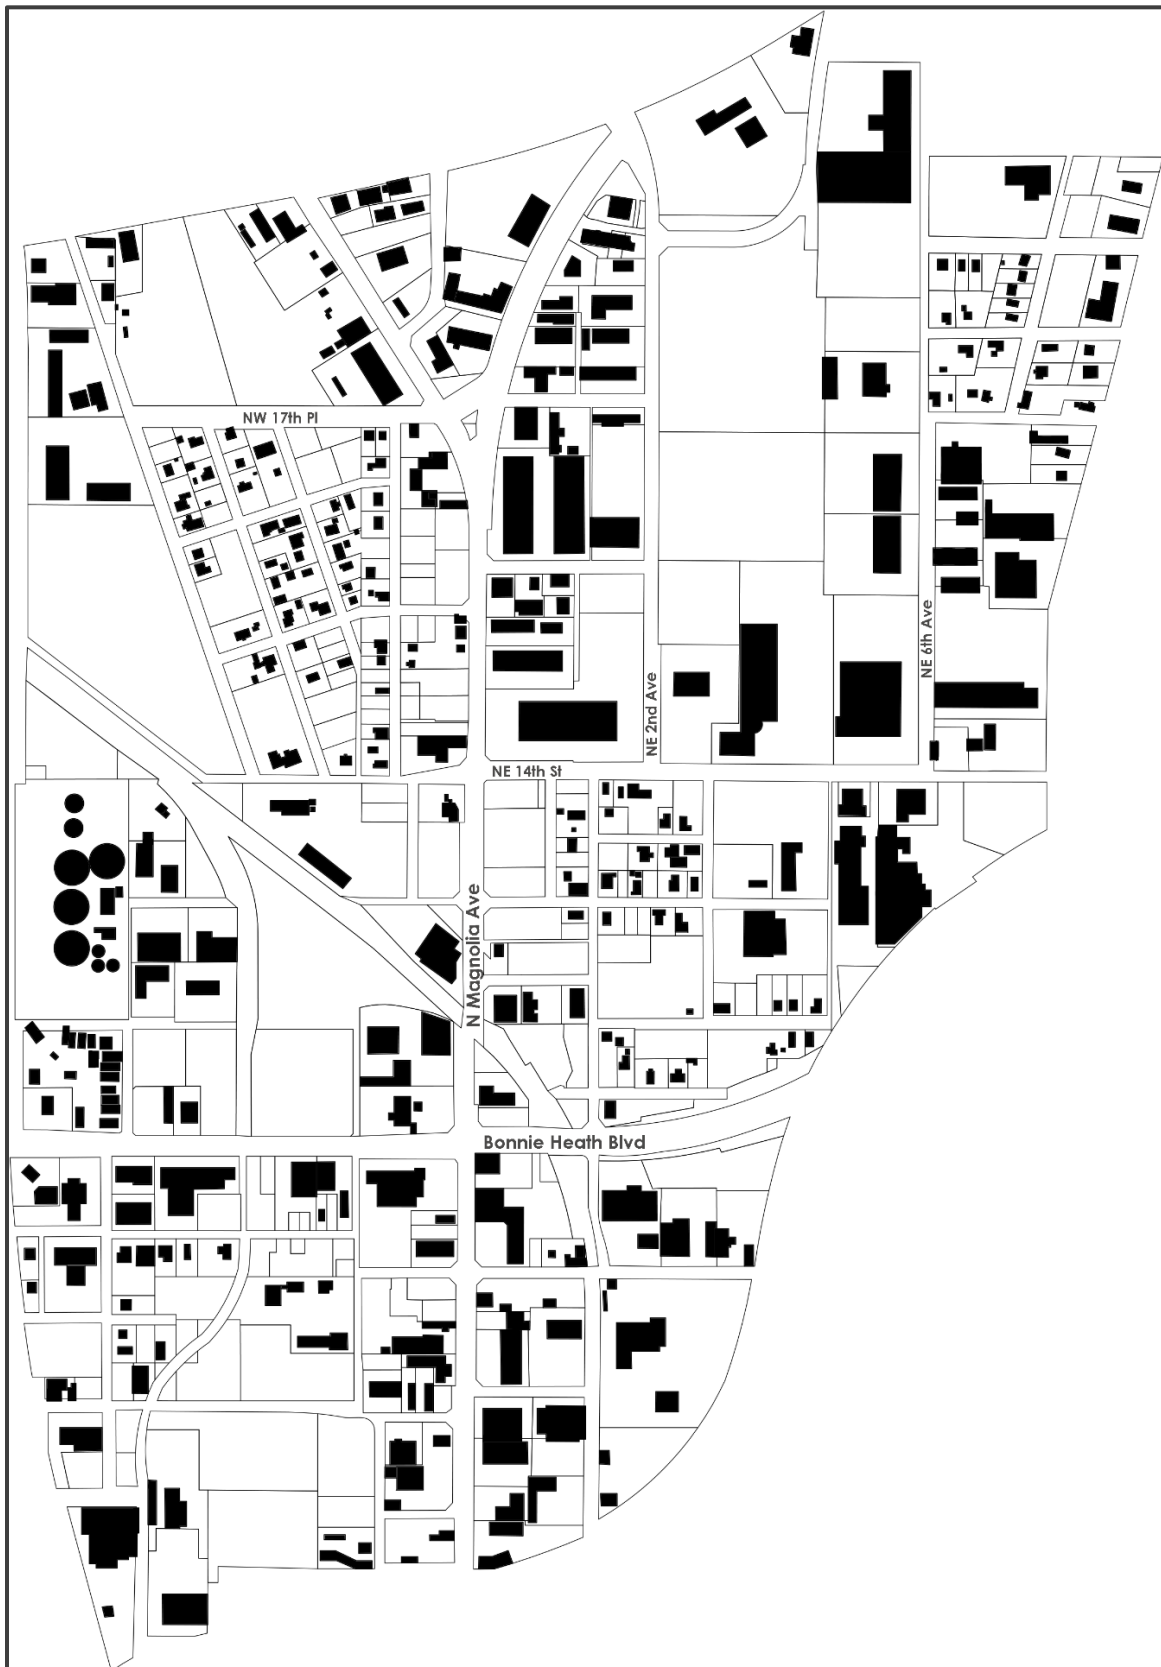 NW 17th Pl
NE 6th Ave
NE 2nd Ave
NE 14th St
N Magnolia Ave
Bonnie Heath Blvd